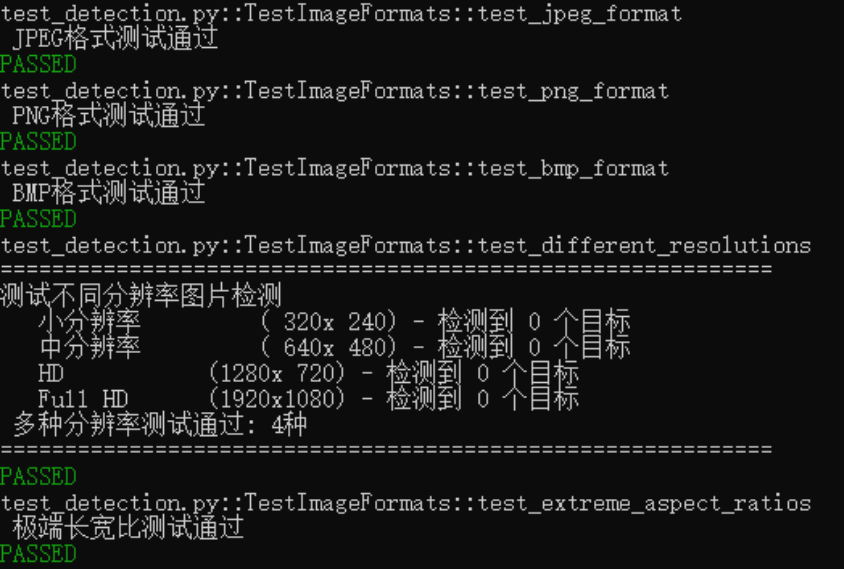 test_detection.py::TestImageFormats::test_jpeg_format
JPEG格式测试通过
PASSED
test_detection.py::TestImageFormats::test_png_format
PNG格式测试通过
PASSED
test_detection.py::TestImageFormats::test_bmp_format
BMP格式测试通过
PASSED
test_detection.py::TestImageFormats::test_different_resolutions
============================================================
测试不同分辨率图片检测
小分辨率 ( 320x 240) - 检测到 0 个目标
中分辨率 ( 640x 480) - 检测到 0 个目标
HD (1280x 720) - 检测到 0 个目标
Full HD (1920x1080) - 检测到 0 个目标
多种分辨率测试通过: 4种
============================================================
PASSED
test_detection.py::TestImageFormats::test_extreme_aspect_ratios
极端长宽比测试通过
PASSED